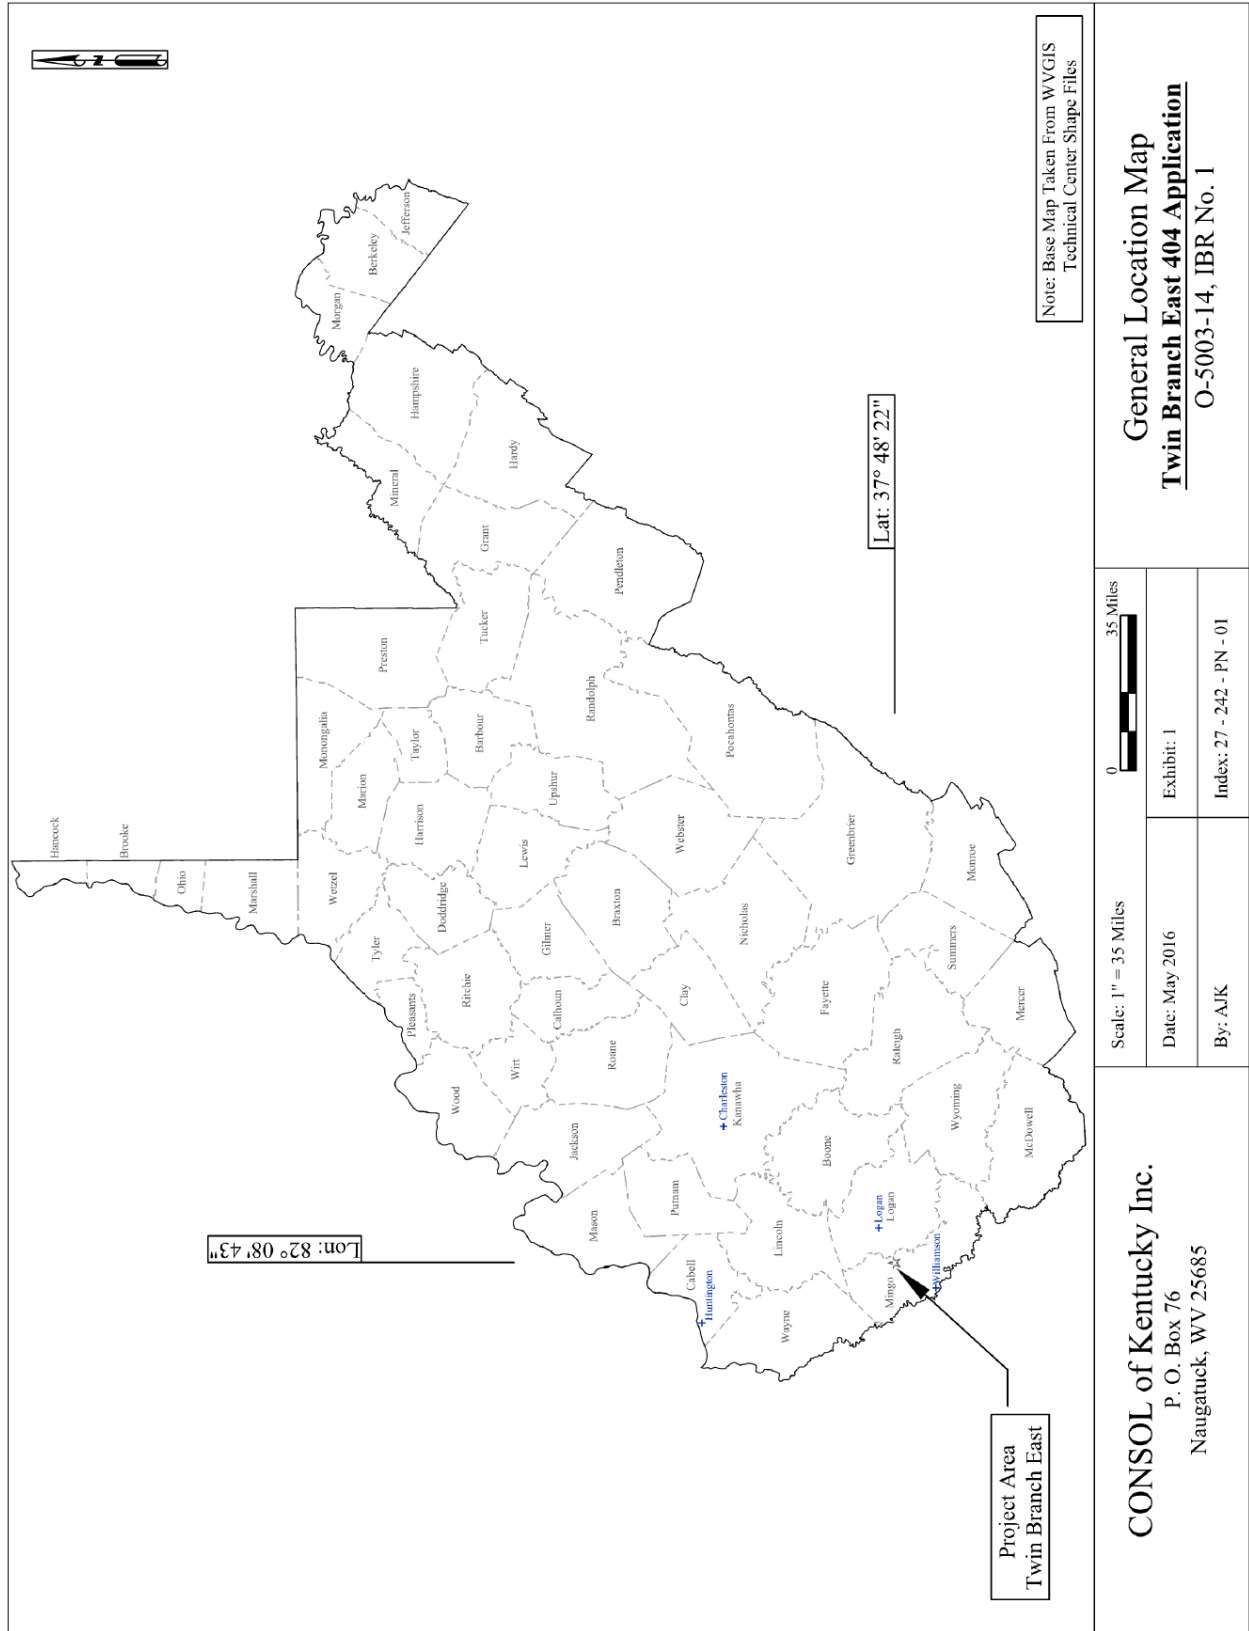 N
Hancock
Brooke
Ohio
Marshall
Wetzel
Monongalia
Marion
Preston
Morgan
Berkeley
Jefferson
Tyler
Pleasants
Doddridge
Harrison
Taylor
Mineral
Hampshire
Wood
Ritchie
Barbour
Tucker
Grant
Hardy
Wirt
Calhoun
Gilmer
Lewis
Upshur
Randolph
Pendleton
Jackson
Roane
Braxton
Mason
Putnam
Clay
Webster
Pocahontas
Cabell
Huntington
Charleston
Kanawha
Nicholas
Lincoln
Wayne
Boone
Fayette
Greenbrier
Logan
Logan
Mingo
Williamson
Raleigh
Wyoming
Summers
Monroe
McDowell
Mercer
Lon: 82° 08' 43"
Lat: 37° 48' 22"
Project Area
Twin Branch East
Note: Base Map Taken From WVGIS
Technical Center Shape Files
CONSOL of Kentucky Inc.
P. O. Box 76
Naugatuck, WV 25685
Scale: 1" = 35 Miles
0
35 Miles
Date: May 2016
Exhibit: 1
By: AJK
Index: 27 - 242 - PN - 01
General Location Map
Twin Branch East 404 Application
O-5003-14, IBR No. 1